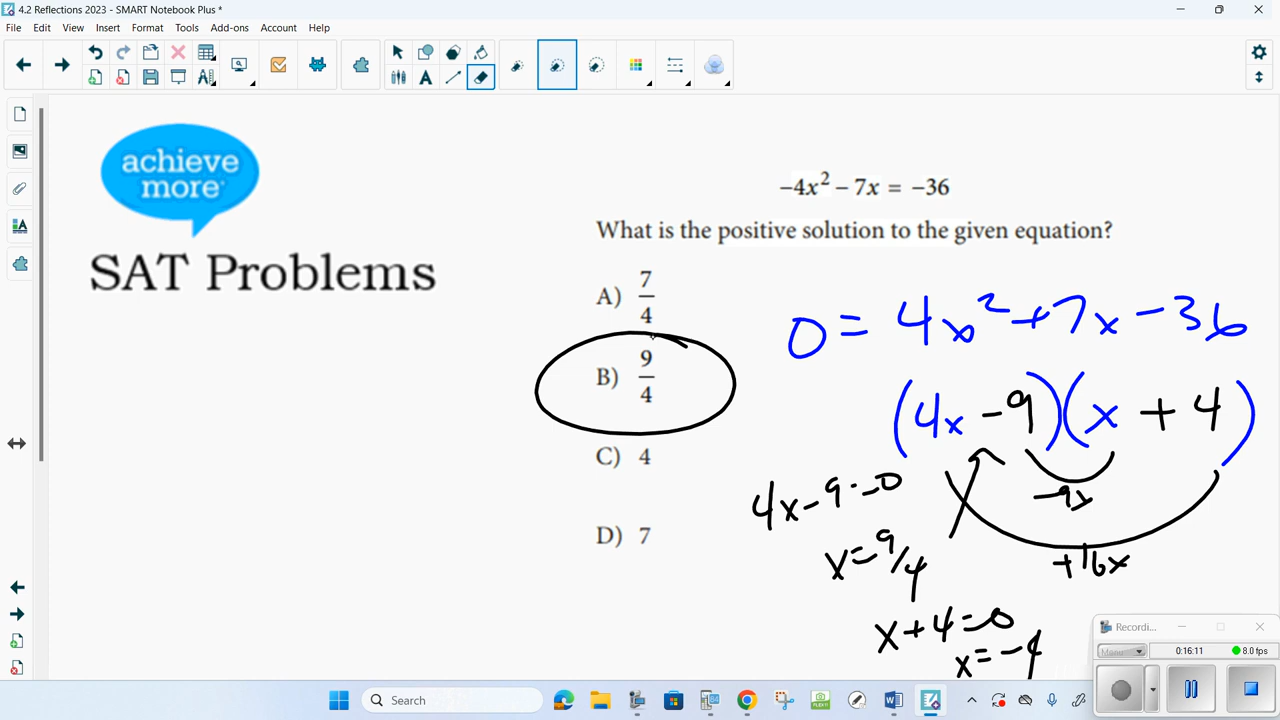 4.2 Reflections 2023 - SMART Notebook Plus *
File Edit View Insert Format Tools Add-ons Account Help
achieve
more
SAT Problems
−4x² − 7x = −36
What is the positive solution to the given equation?
A) 7/4
B) 9/4
C) 4
D) 7
0 = 4x² + 7x − 36
(4x − 9)(x + 4)
−9x
+16x
4x − 9 = 0
x = 9/4
x + 4 = 0
x = −4
Recordi...
Menu
0:16:11
8.0 fps
Search